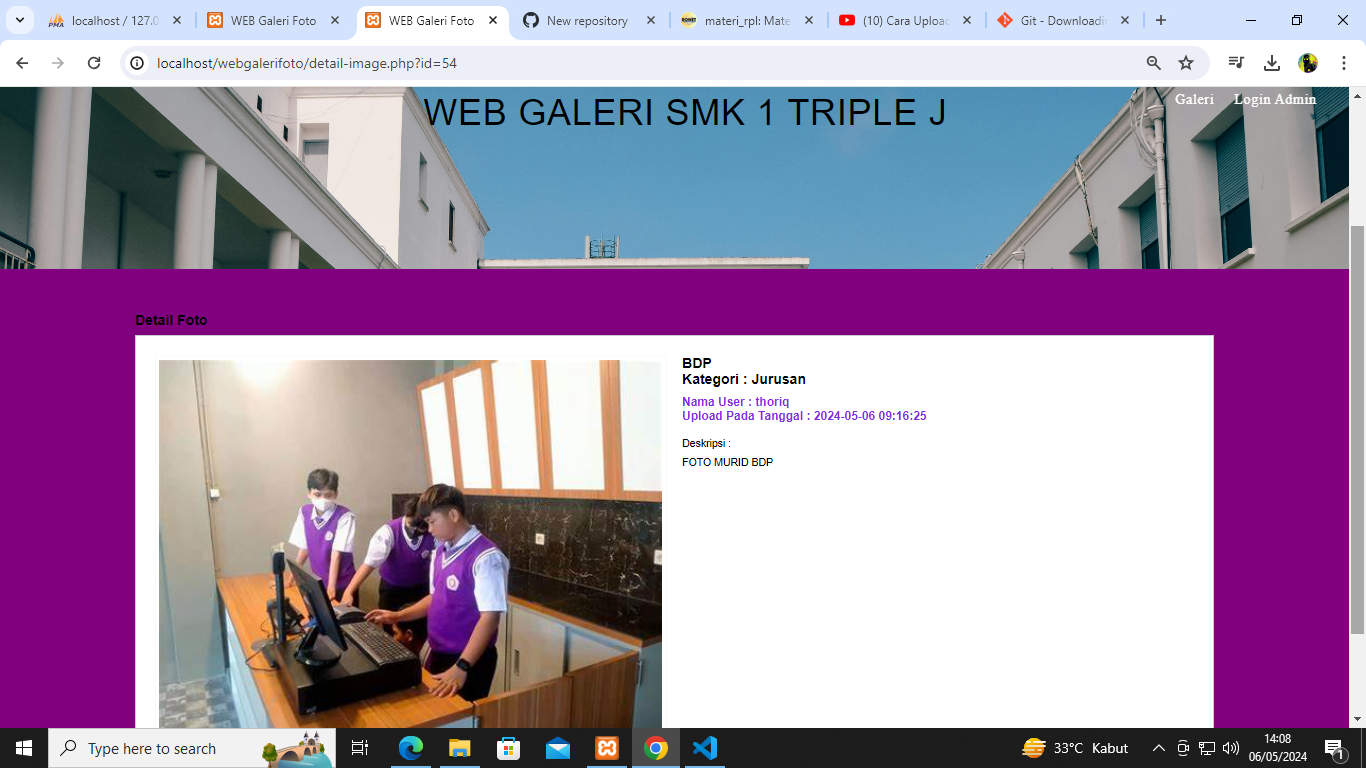 localhost / 127.0
WEB Galeri Foto
WEB Galeri Foto
New repository
materi_rpl: Mate
(10) Cara Uploac
Git - Downloadin
localhost/webgalerifoto/detail-image.php?id=54
WEB GALERI SMK 1 TRIPLE J
Galeri Login Admin
Detail Foto
BDP
Kategori : Jurusan
Nama User : thoriq
Upload Pada Tanggal : 2024-05-06 09:16:25
Deskripsi :
FOTO MURID BDP
Type here to search
33°C Kabut
14:08
06/05/2024
1